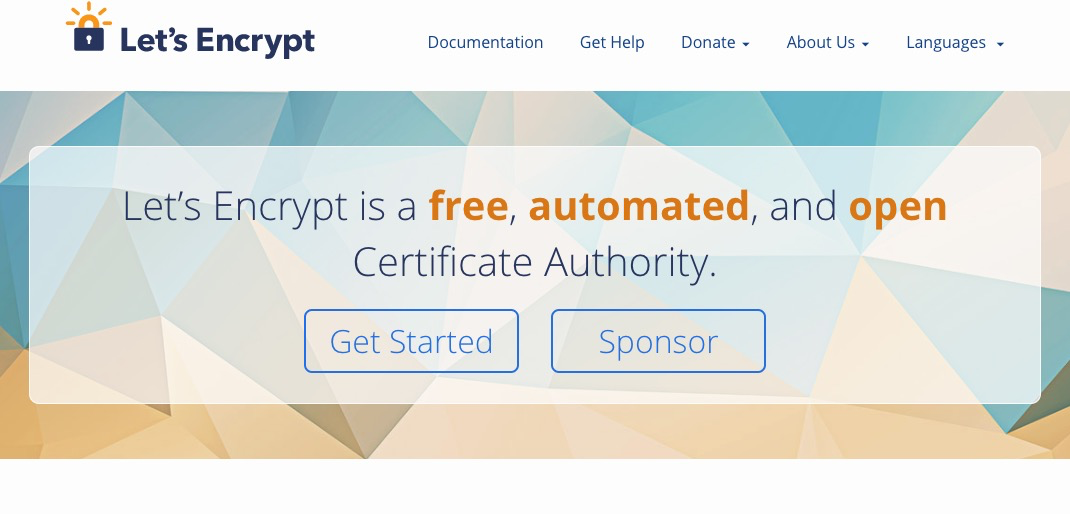 Let's Encrypt
Documentation Get Help Donate About Us Languages
Let’s Encrypt is a free, automated, and open
Certificate Authority.
Get Started Sponsor